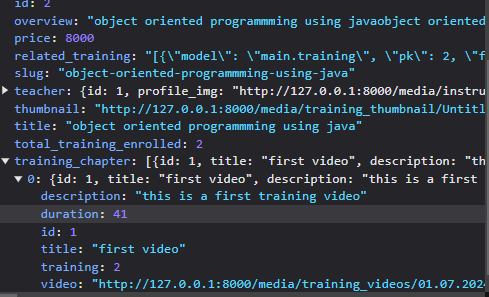 id: 2
overview: "object oriented programmming using javaobject oriented
price: 8000
related_training: "[{\"model\": \"main.training\", \"pk\": 2, \"f
slug: "object-oriented-programmming-using-java"
teacher: {id: 1, profile_img: "http://127.0.0.1:8000/media/instru
thumbnail: "http://127.0.0.1:8000/media/training_thumbnail/Untitl
title: "object oriented programmming using java"
total_training_enrolled: 2
training_chapter: [{id: 1, title: "first video", description: "th
0: {id: 1, title: "first video", description: "this is a first
description: "this is a first training video"
duration: 41
id: 1
title: "first video"
training: 2
video: "http://127.0.0.1:8000/media/training_videos/01.07.2024